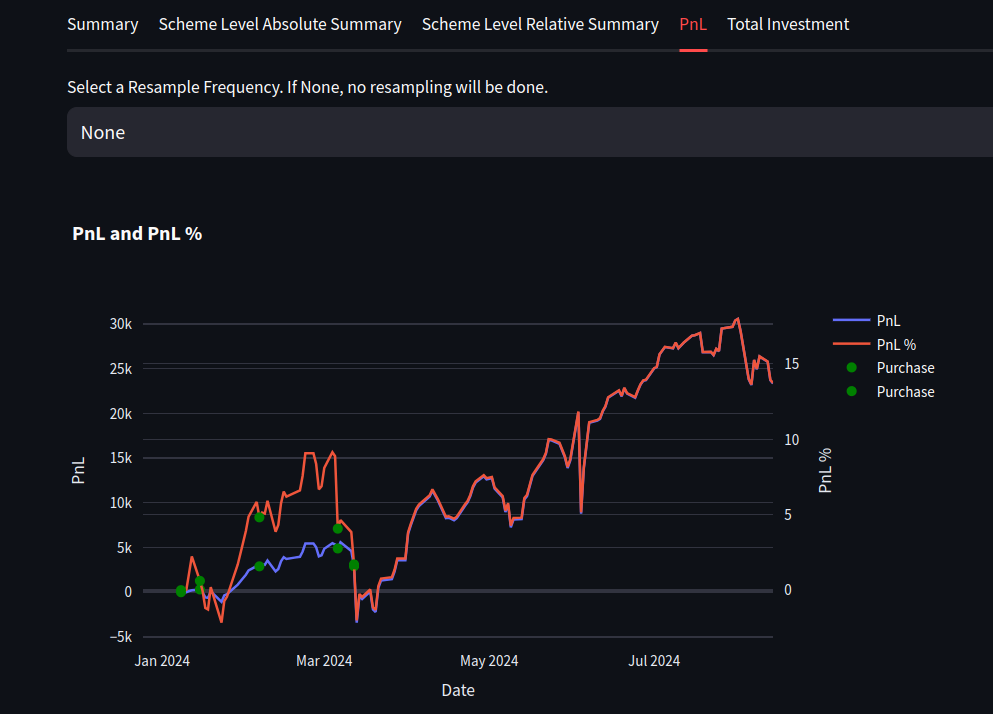 Summary Scheme Level Absolute Summary Scheme Level Relative Summary PnL Total Investment
Select a Resample Frequency. If None, no resampling will be done.
None
PnL and PnL %
30k
25k
20k
15k
10k
5k
0
−5k
PnL
15
10
5
0
PnL %
Jan 2024 Mar 2024 May 2024 Jul 2024
Date
PnL
PnL %
Purchase
Purchase